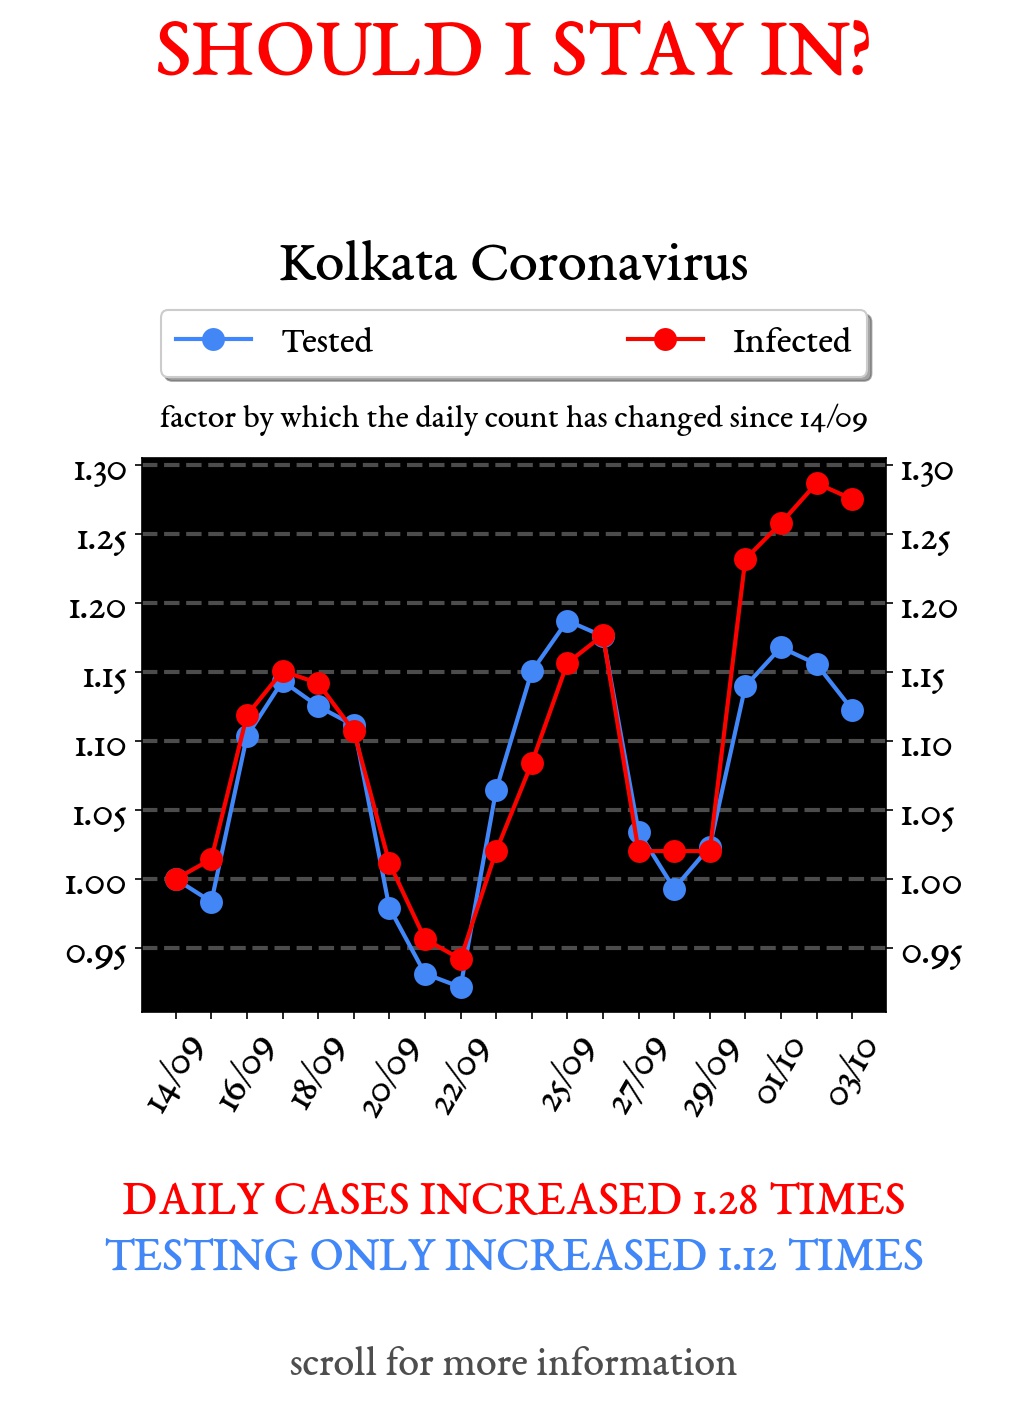 SHOULD I STAY IN?
Kolkata Coronavirus
Tested Infected
factor by which the daily count has changed since 14/09
1.30 1.30
1.25 1.25
1.20 1.20
1.15 1.15
1.10 1.10
1.05 1.05
1.00 1.00
0.95 0.95
14/09 16/09 18/09 20/09 22/09 25/09 27/09 29/09 01/10 03/10
DAILY CASES INCREASED 1.28 TIMES
TESTING ONLY INCREASED 1.12 TIMES
scroll for more information